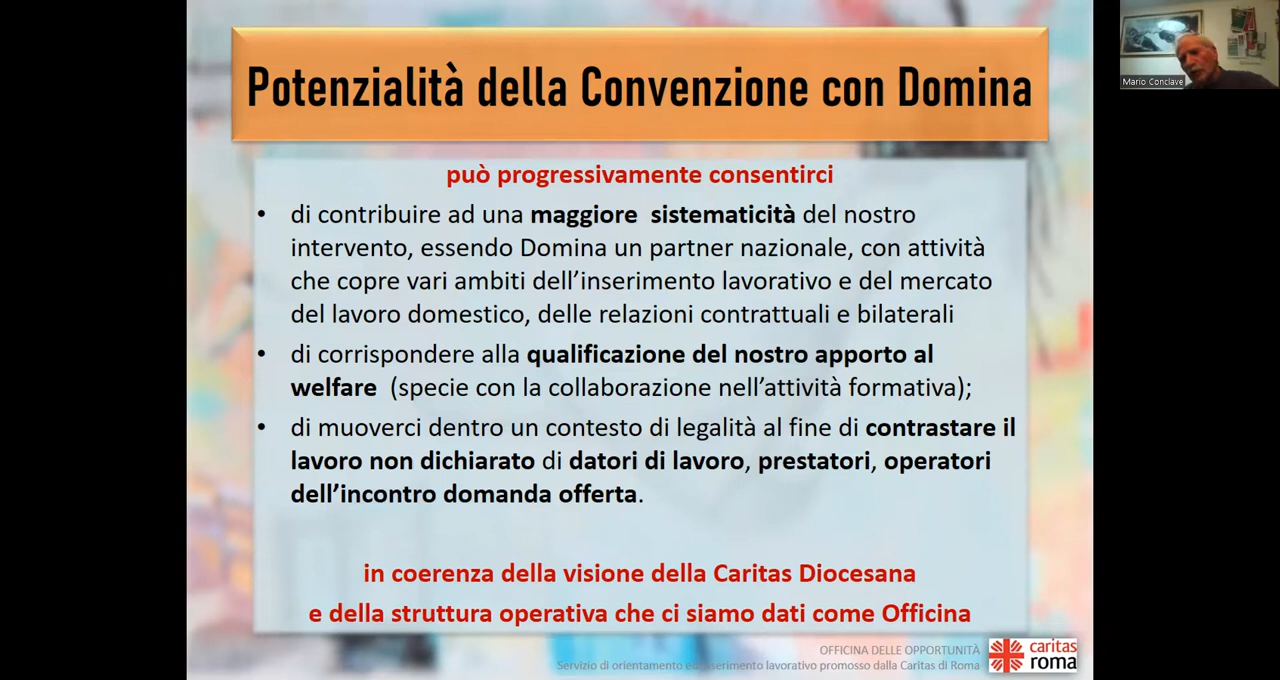 Potenzialità della Convenzione con Domina
Mario Conclave
può progressivamente consentirci
• di contribuire ad una maggiore sistematicità del nostro
intervento, essendo Domina un partner nazionale, con attività
che copre vari ambiti dell’inserimento lavorativo e del mercato
del lavoro domestico, delle relazioni contrattuali e bilaterali
• di corrispondere alla qualificazione del nostro apporto al
welfare (specie con la collaborazione nell’attività formativa);
• di muoverci dentro un contesto di legalità al fine di contrastare il
lavoro non dichiarato di datori di lavoro, prestatori, operatori
dell’incontro domanda offerta.
in coerenza della visione della Caritas Diocesana
e della struttura operativa che ci siamo dati come Officina
OFFICINA DELLE OPPORTUNITÀ
Servizio di orientamento ed inserimento lavorativo promosso dalla Caritas di Roma
caritas
roma